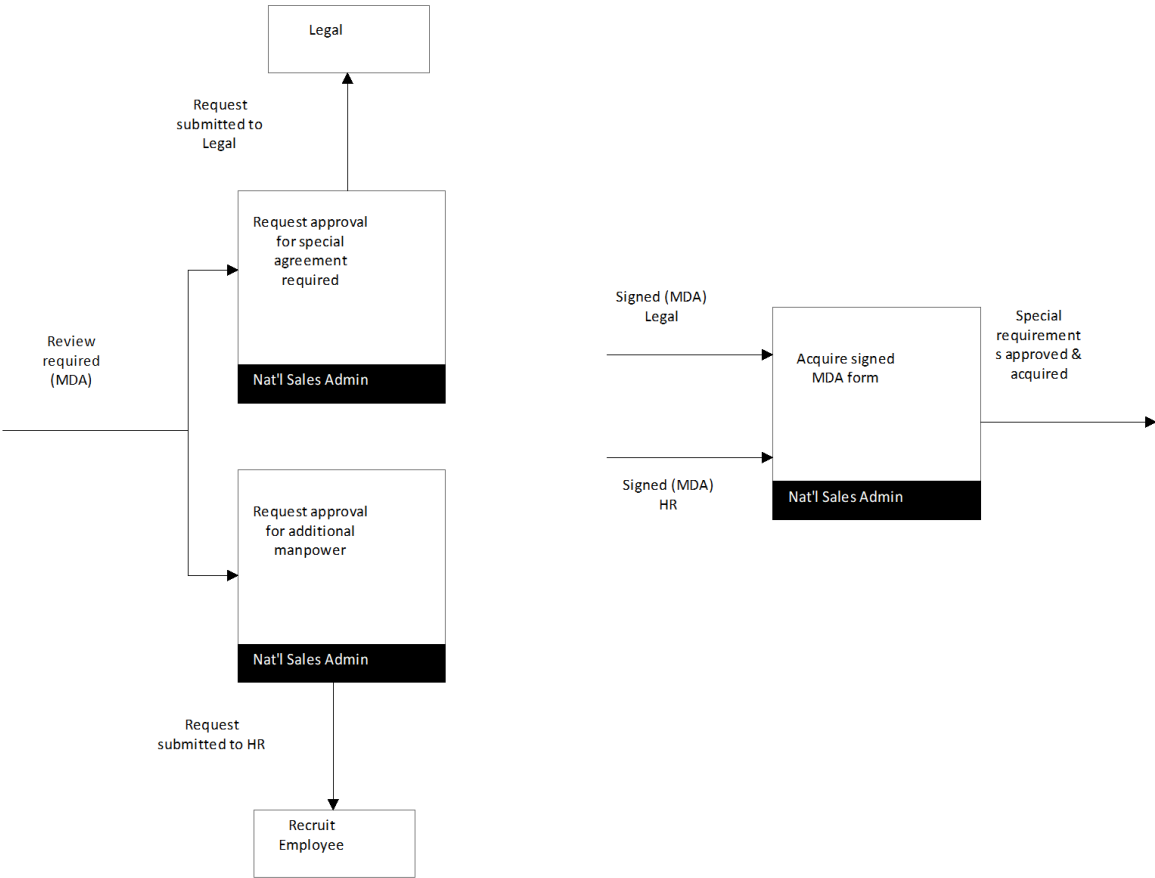 Legal
Request
submitted to
Legal
Request approval
for special
agreement
required
Nat'l Sales Admin
Review
required
(MDA)
Request approval
for additional
manpower
Nat'l Sales Admin
Request
submitted to HR
Recruit
Employee
Signed (MDA)
Legal
Signed (MDA)
HR
Acquire signed
MDA form
Nat'l Sales Admin
Special
requirement
s approved &
acquired